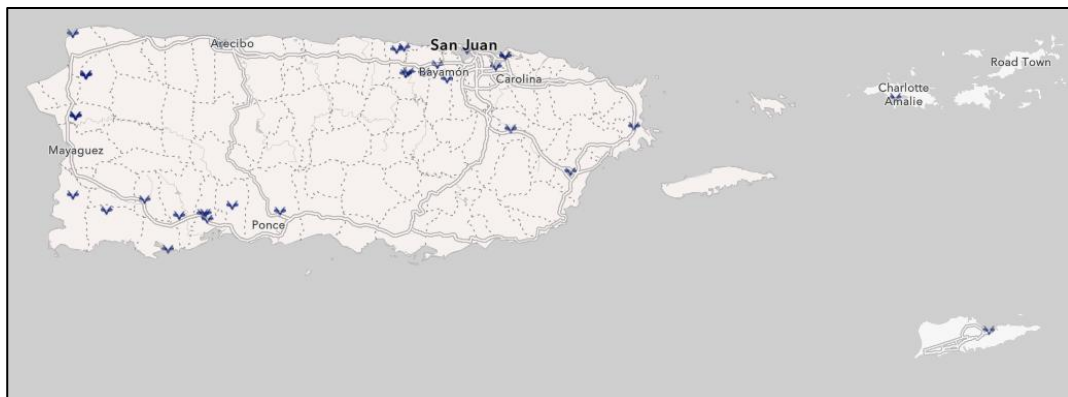 Arecibo
San Juan
Road Town
Bayamón
Carolina
Charlotte
Amalie
Mayaguez
Ponce